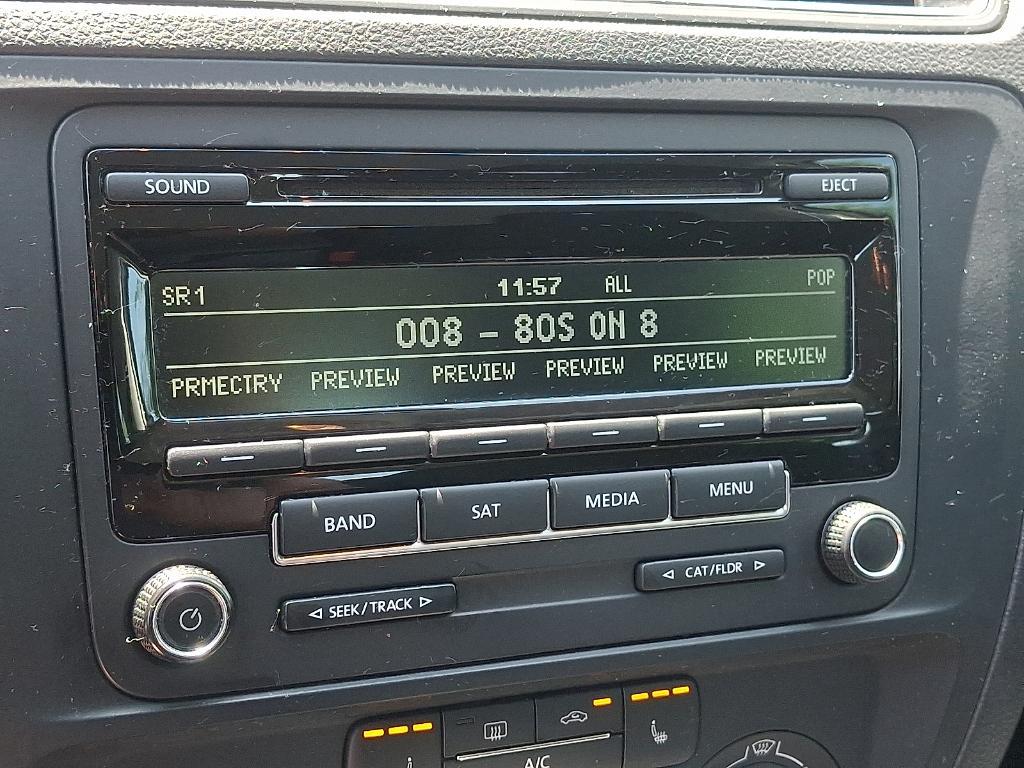 SOUND EJECT
SR1 11:57 ALL POP
008 - 80S ON 8
PRMECTRY PREVIEW PREVIEW PREVIEW PREVIEW PREVIEW
BAND SAT MEDIA MENU
◁ SEEK/TRACK ▷ ◁ CAT/FLDR ▷
A/C